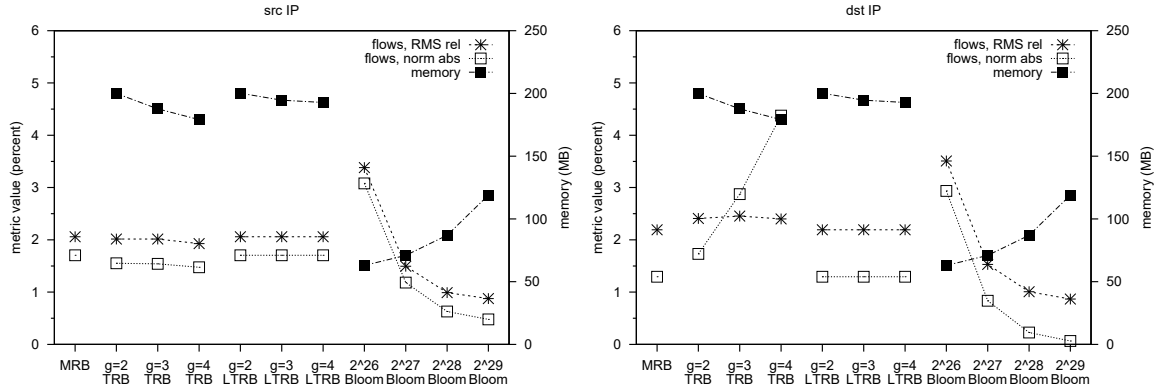 src IP
6
5
4
3
2
1
0
metric value (percent)
250
200
150
100
50
0
memory (MB)
flows, RMS rel
flows, norm abs
memory
MRB g=2 g=3 g=4 g=2 g=3 g=4 2^26 2^27 2^28 2^29
TRB TRB TRB LTRB LTRB LTRB Bloom Bloom Bloom Bloom
dst IP
6
5
4
3
2
1
0
metric value (percent)
250
200
150
100
50
0
memory (MB)
flows, RMS rel
flows, norm abs
memory
MRB g=2 g=3 g=4 g=2 g=3 g=4 2^26 2^27 2^28 2^29
TRB TRB TRB LTRB LTRB LTRB Bloom Bloom Bloom Bloom